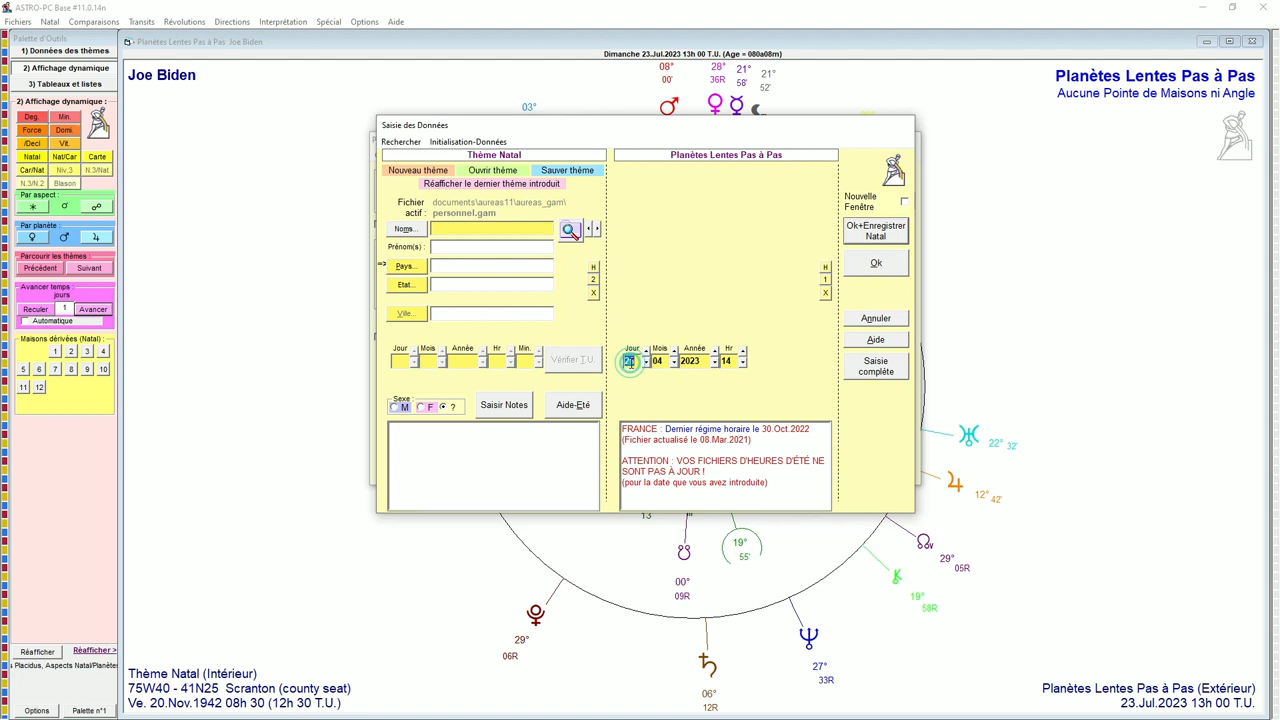 ASTRO-PC Base #11.0.14n
Fichiers Natal Comparaisons Transits Révolutions Directions Interprétation Spécial Options Aide
Palette d'Outils
1) Données des thèmes
2) Affichage dynamique
3) Tableaux et listes
2) Affichage dynamique :
Deg. Min.
Force Domi.
/Decl Vit.
Natal Nat/Car Carte
Car/Nat Niv.3 N.3/Nat
N.3/N.2 Blason
Par aspect :
Par planète :
Parcourir les thèmes
Précédent Suivant
Avancer temps :
jours
Reculer 1 Avancer
Automatique
Maisons dérivées (Natal) :
1 2 3 4
5 6 7 8 9 10
11 12
Réafficher Réafficher >
Placidus, Aspects Natal/Planète
Options Palette n°1
Planètes Lentes Pas à Pas Joe Biden
Dimanche 23.Jul.2023 13h 00 T.U. (Age = 080a08m)
Joe Biden
Planètes Lentes Pas à Pas
Aucune Pointe de Maisons ni Angle
08° 00'
28° 36R
21° 58'
21° 52'
03°
Saisie des Données
Rechercher Initialisation-Données
Thème Natal
Nouveau thème Ouvrir thème Sauver thème
Réafficher le dernier thème introduit
Fichier documents\aureas11\aureas_gam\
actif : personnel.gam
Noms...
Prénom(s) :
=> Pays...
Etat...
Ville...
H
2
X
Jour Mois Année Hr Min.
Vérifier T.U.
Sexe :
M F ?
Saisir Notes
Aide-Eté
Planètes Lentes Pas à Pas
H
1
X
Jour Mois Année Hr
04 2023 14
FRANCE : Dernier régime horaire le 30.Oct.2022
(Fichier actualisé le 08.Mar.2021)
ATTENTION : VOS FICHIERS D'HEURES D'ÉTÉ NE
SONT PAS À JOUR !
(pour la date que vous avez introduite)
Nouvelle
Fenêtre
Ok+Enregistrer
Natal
Ok
Annuler
Aide
Saisie
complète
22° 32'
12° 42'
29° 05R
19° 58R
27° 33R
06° 12R
00° 09R
19° 55'
13
29° 06R
Thème Natal (Intérieur)
75W40 - 41N25 Scranton (county seat)
Ve. 20.Nov.1942 08h 30 (12h 30 T.U.)
Planètes Lentes Pas à Pas (Extérieur)
23.Jul.2023 13h 00 T.U.